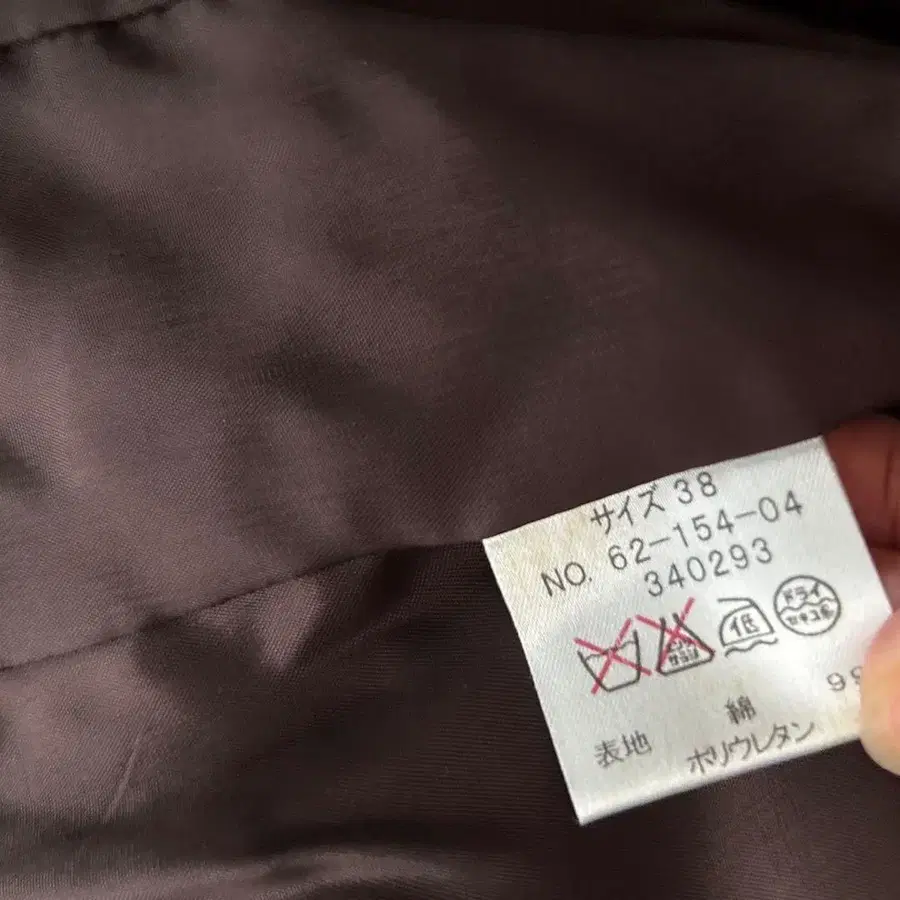 サイズ 38
NO. 62-154-04
340293
低 ドライ セキユ系
表地 綿 99
ポリウレタン